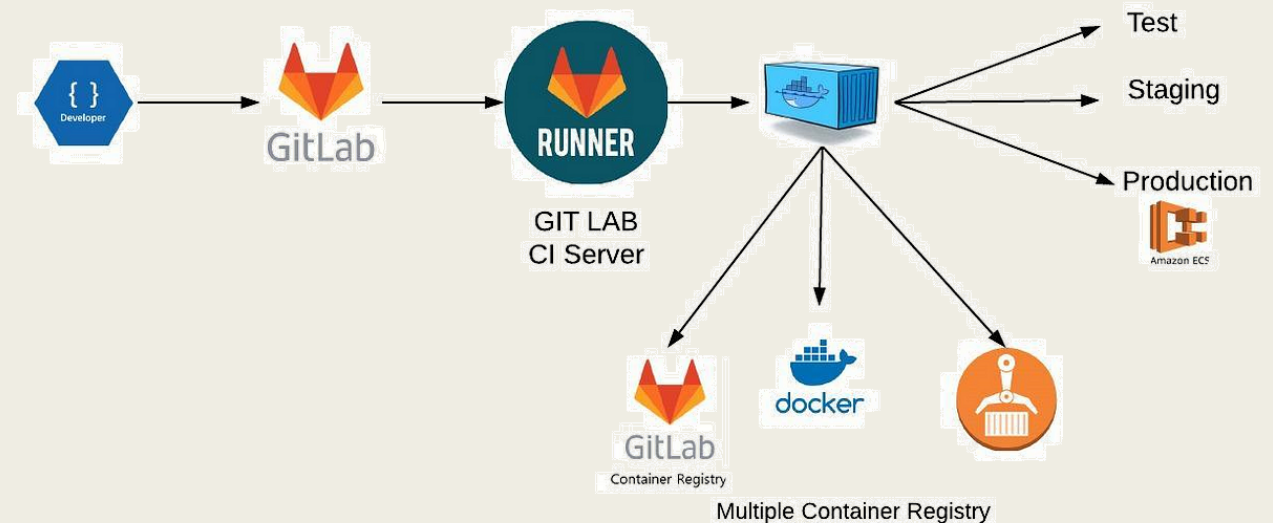 { }
Developer
GitLab
RUNNER
GIT LAB
CI Server
Test
Staging
Production
Amazon ECS
GitLab
Container Registry
docker
Multiple Container Registry